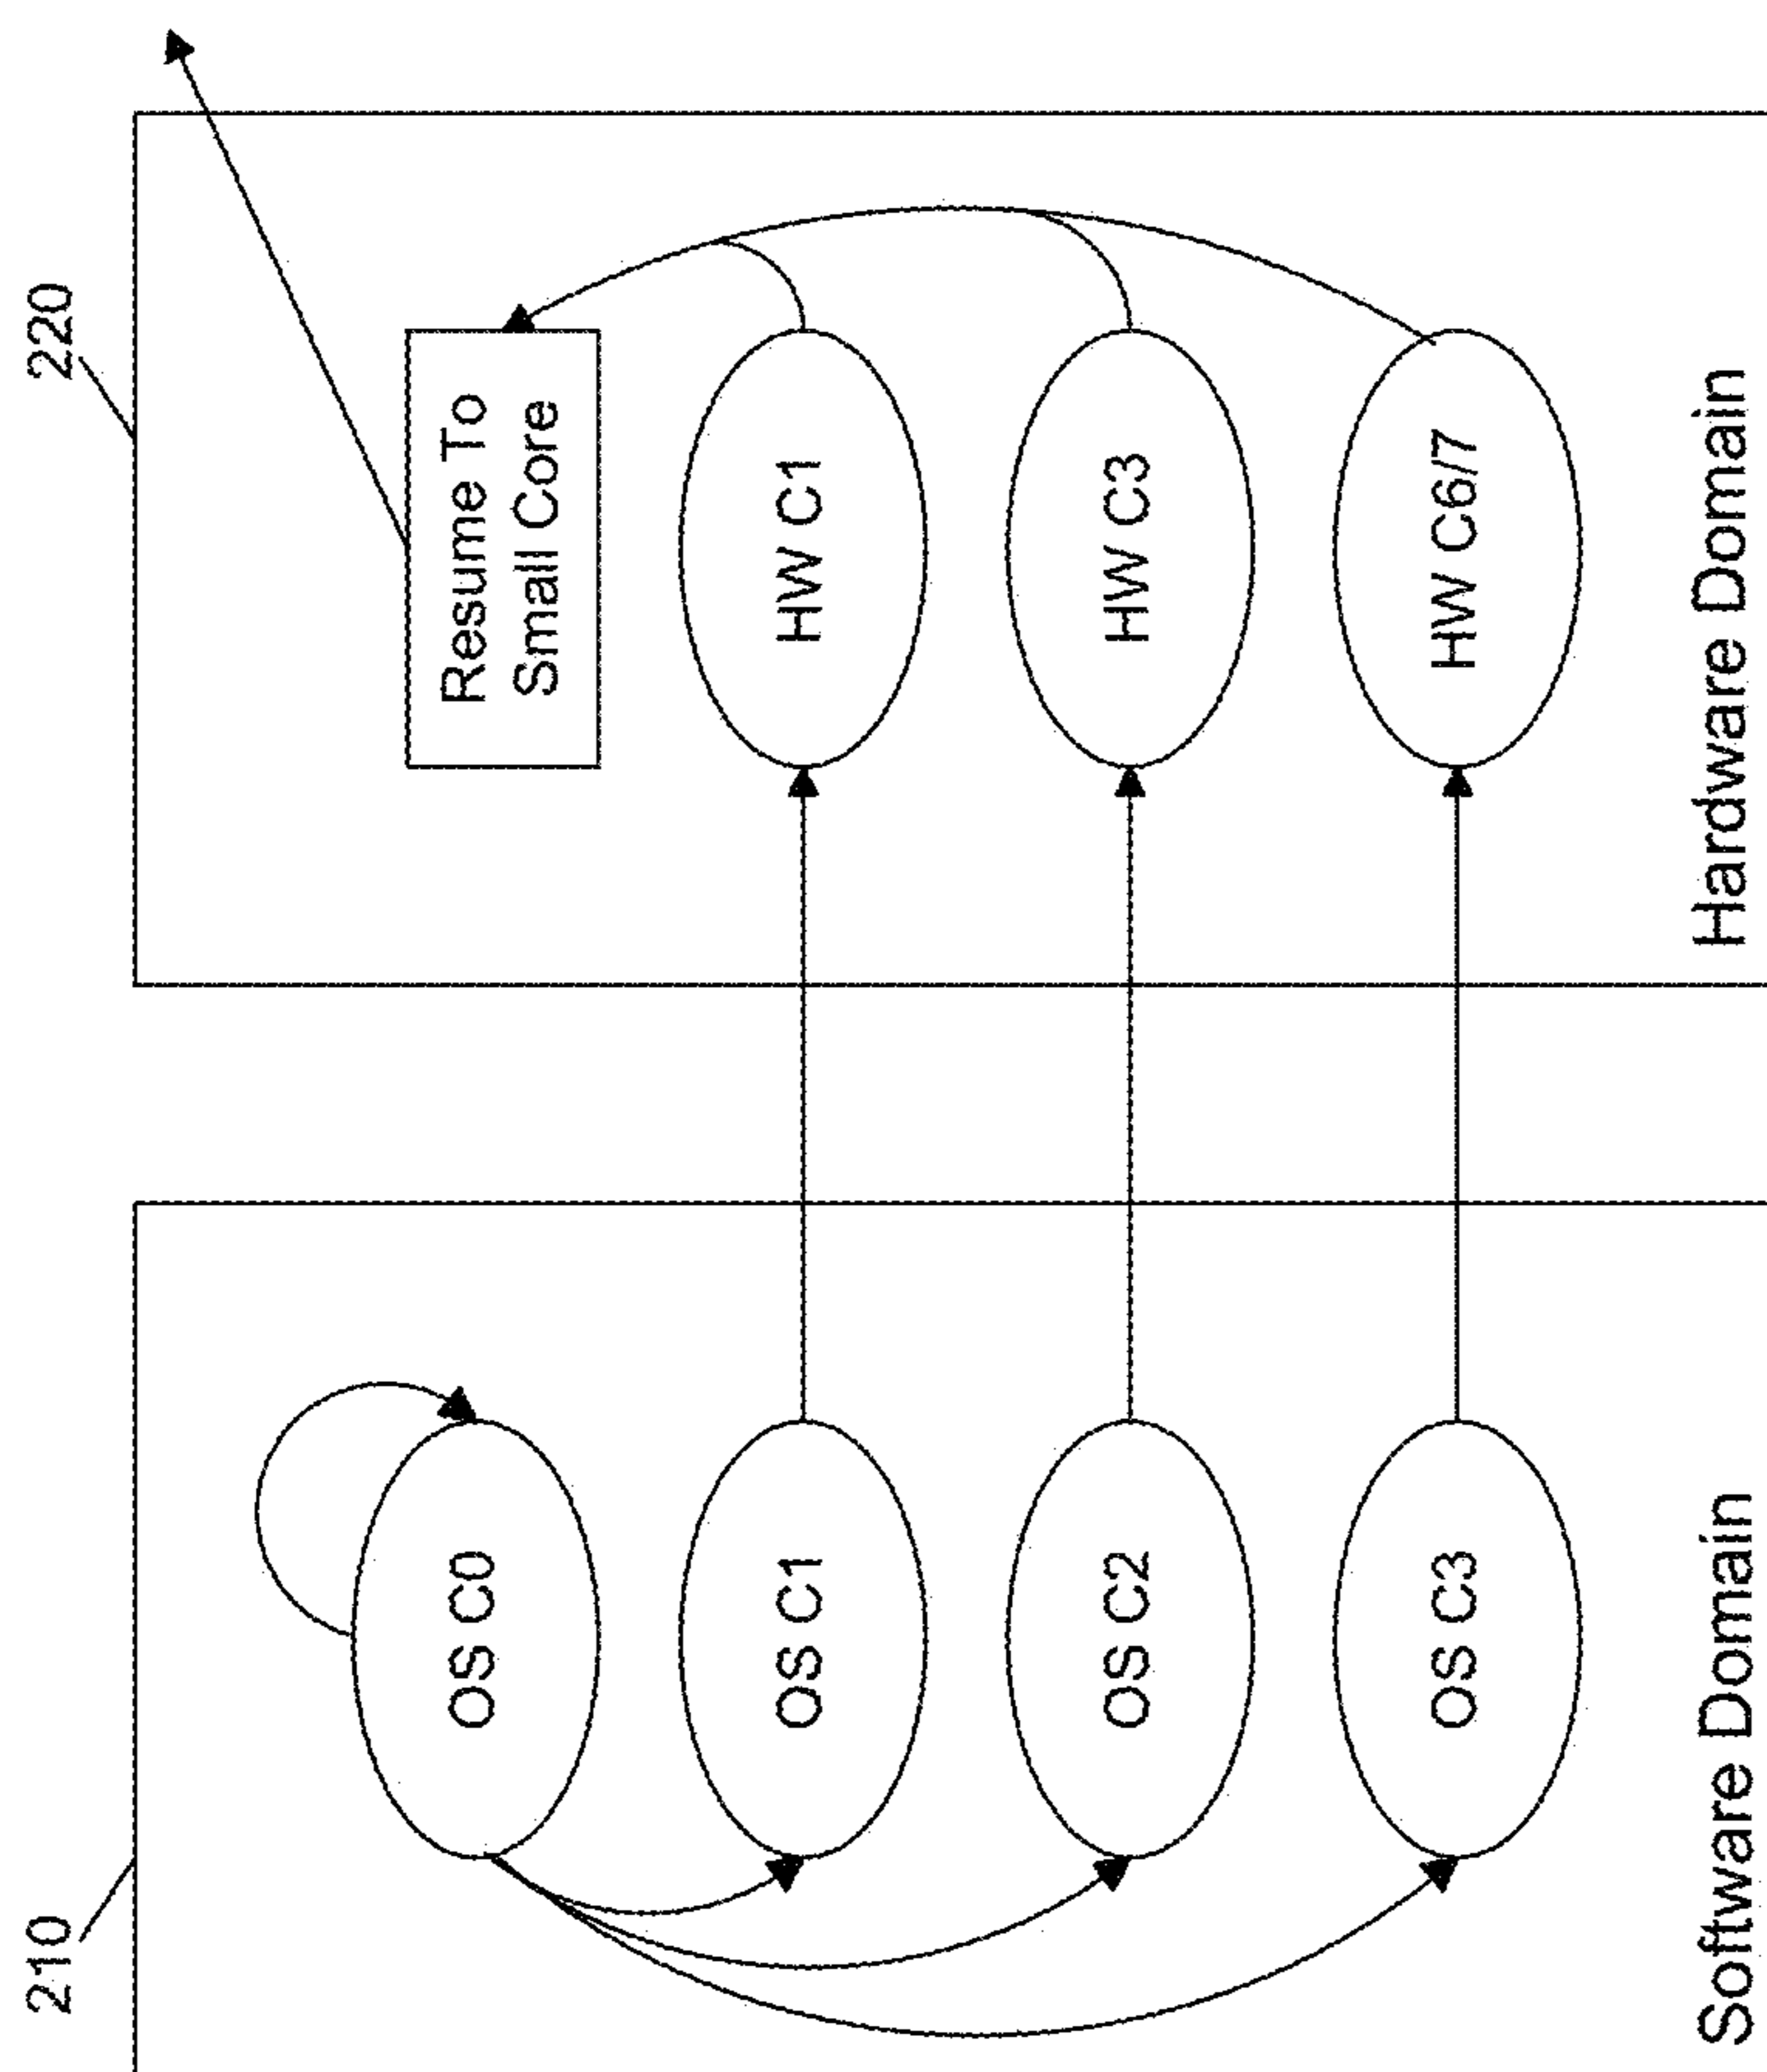 210
OS C0
OS C1
OS C2
OS C3
Software Domain
220
Resume To
Small Core
HW C1
HW C3
HW C6/7
Hardware Domain